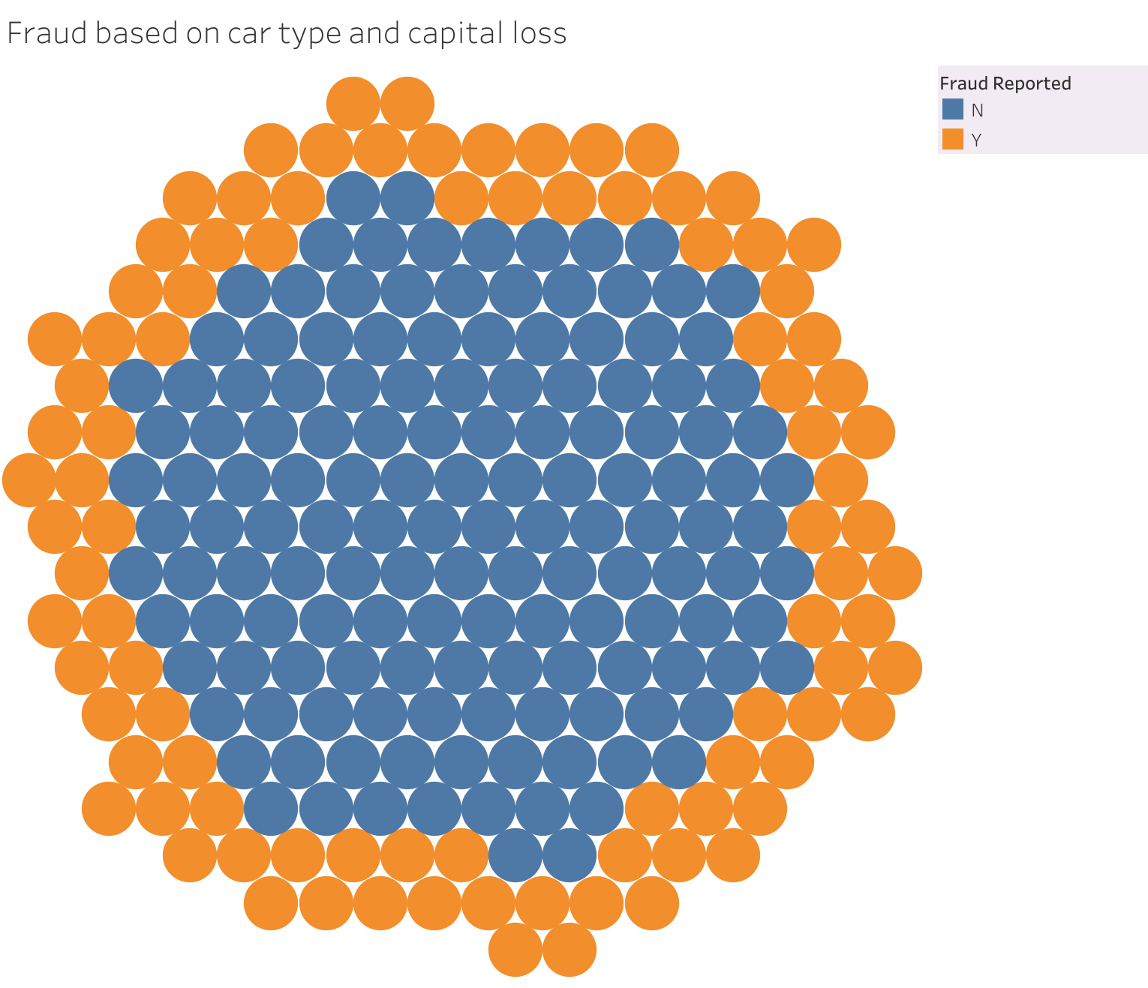 Fraud based on car type and capital loss
Fraud Reported
N
Y